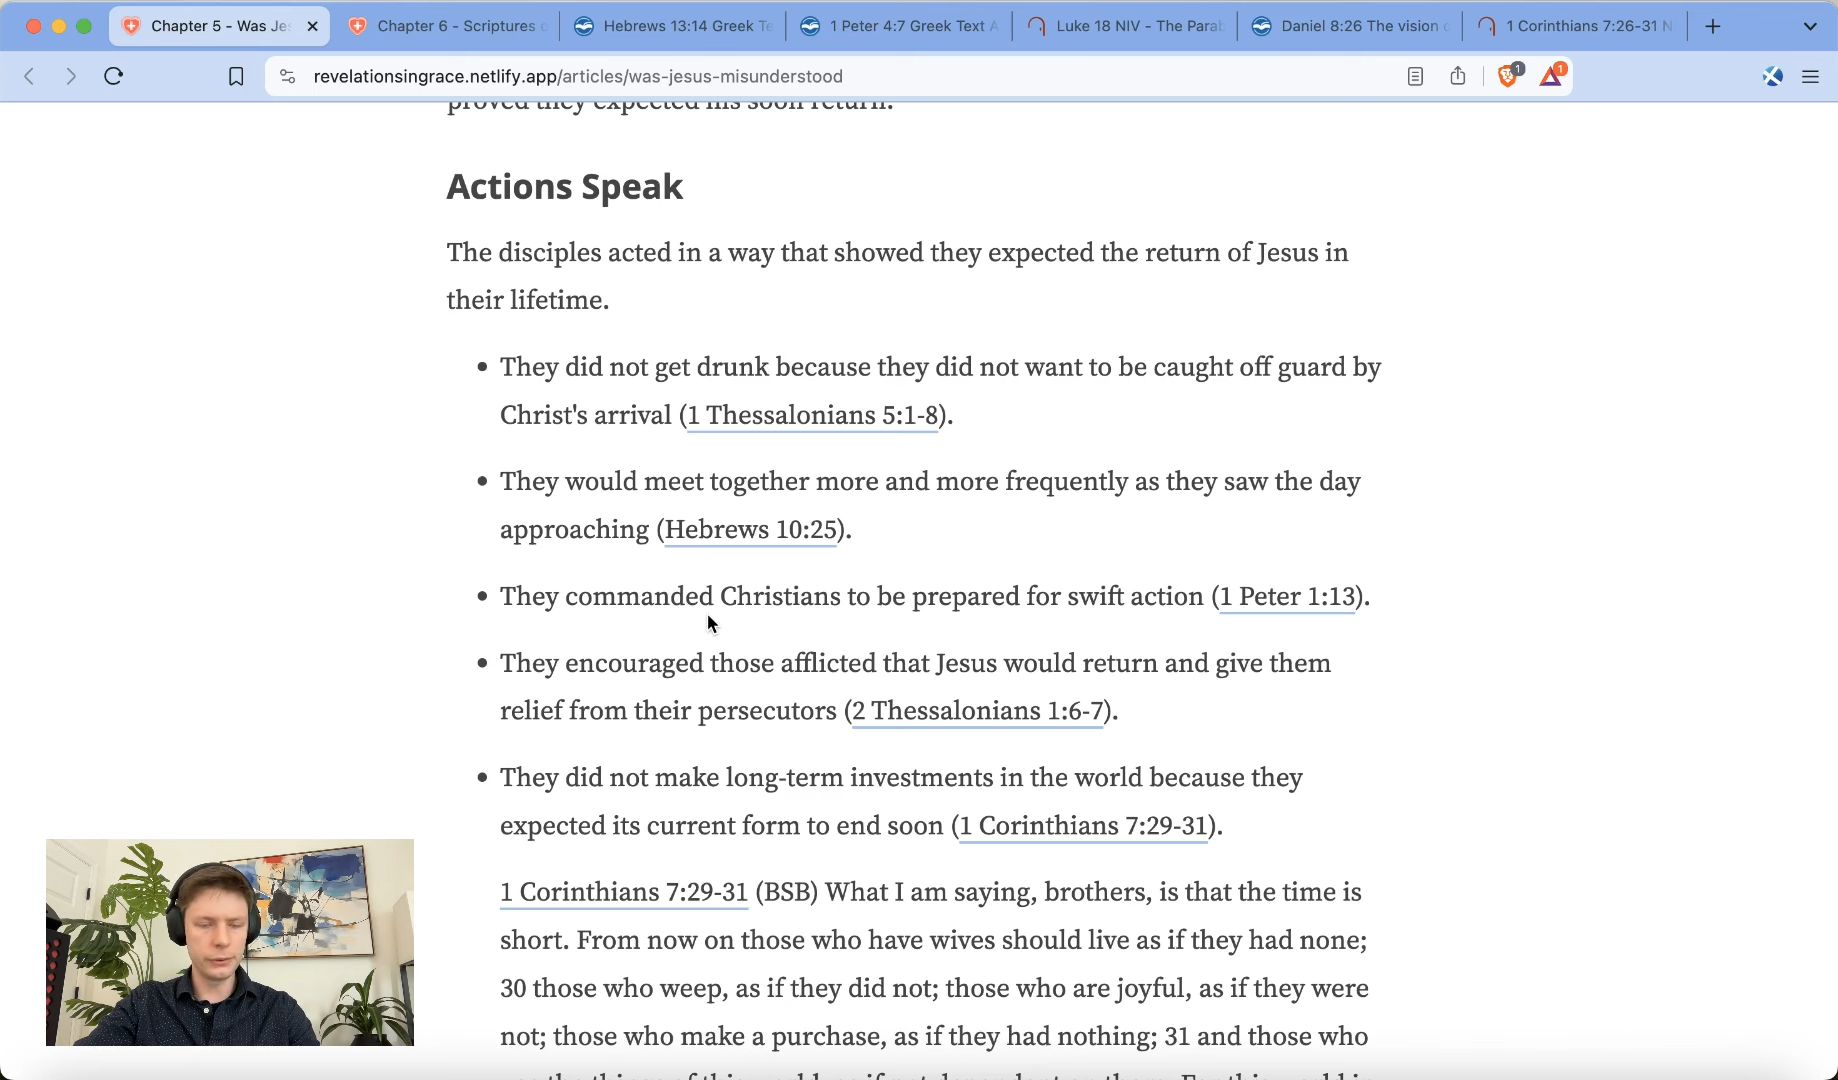 Chapter 5 - Was Je
Chapter 6 - Scriptures
Hebrews 13:14 Greek Te
1 Peter 4:7 Greek Text A
Luke 18 NIV - The Parab
Daniel 8:26 The vision
1 Corinthians 7:26-31 N
revelationsingrace.netlify.app/articles/was-jesus-misunderstood
1
1
proved they expected his soon return.
Actions Speak
The disciples acted in a way that showed they expected the return of Jesus in
their lifetime.
• They did not get drunk because they did not want to be caught off guard by
Christ's arrival (1 Thessalonians 5:1-8).
• They would meet together more and more frequently as they saw the day
approaching (Hebrews 10:25).
• They commanded Christians to be prepared for swift action (1 Peter 1:13).
• They encouraged those afflicted that Jesus would return and give them
relief from their persecutors (2 Thessalonians 1:6-7).
• They did not make long-term investments in the world because they
expected its current form to end soon (1 Corinthians 7:29-31).
1 Corinthians 7:29-31 (BSB) What I am saying, brothers, is that the time is
short. From now on those who have wives should live as if they had none;
30 those who weep, as if they did not; those who are joyful, as if they were
not; those who make a purchase, as if they had nothing; 31 and those who